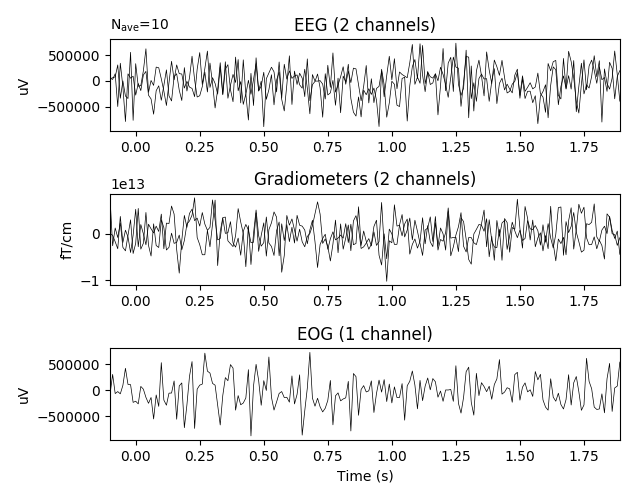 N_ave=10
EEG (2 channels)
uV
500000
0
−500000
0.00 0.25 0.50 0.75 1.00 1.25 1.50 1.75
1e13
Gradiometers (2 channels)
fT/cm
0
−1
0.00 0.25 0.50 0.75 1.00 1.25 1.50 1.75
EOG (1 channel)
uV
500000
0
−500000
0.00 0.25 0.50 0.75 1.00 1.25 1.50 1.75
Time (s)